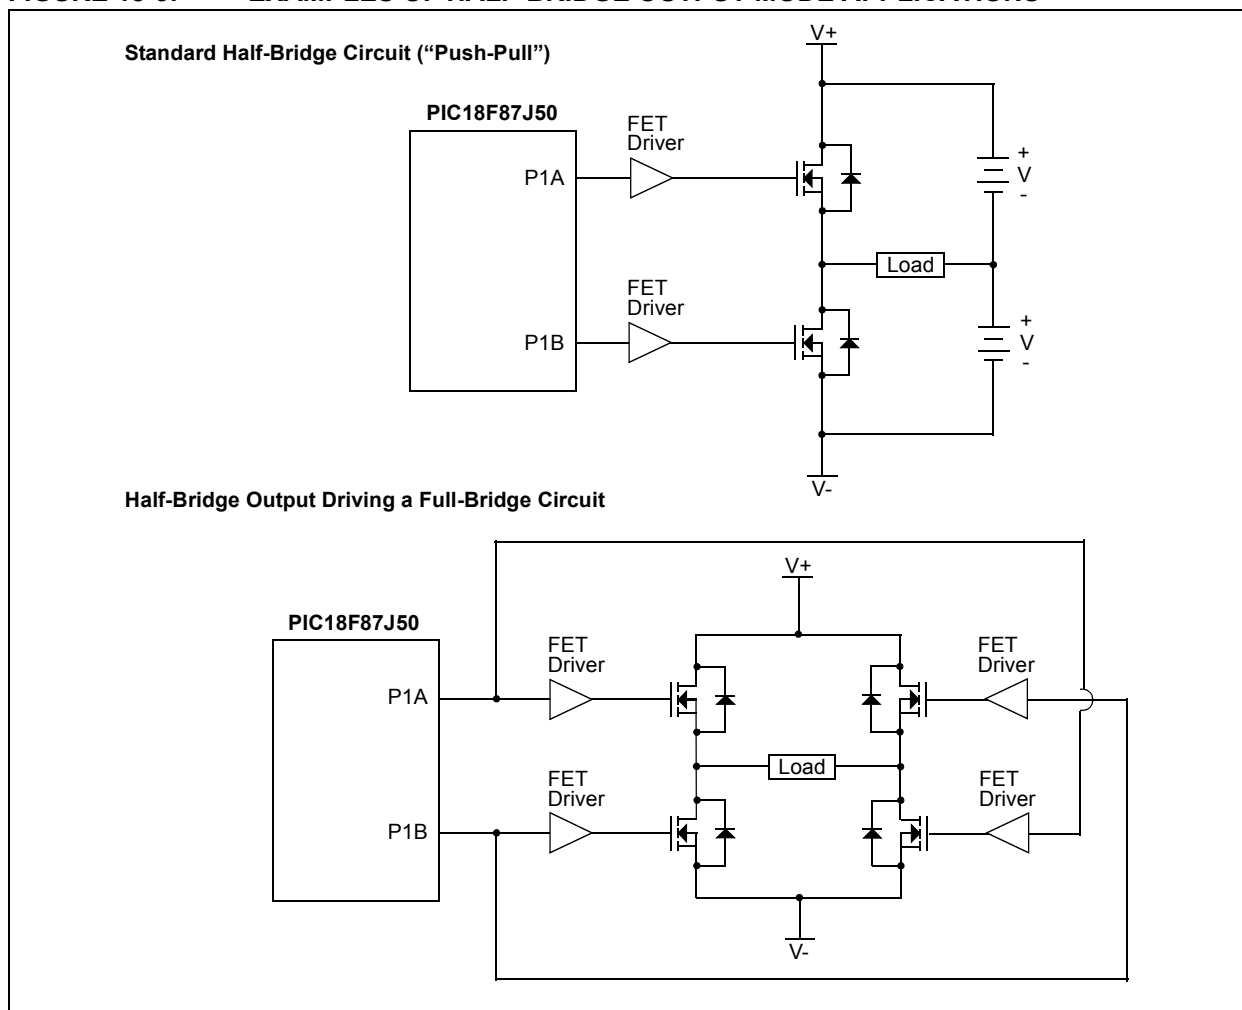 Standard Half-Bridge Circuit (“Push-Pull”)
V+
PIC18F87J50
FET
Driver
P1A
+
V
-
Load
FET
Driver
P1B
+
V
-
V-
Half-Bridge Output Driving a Full-Bridge Circuit
V+
PIC18F87J50
FET
Driver
FET
Driver
P1A
Load
FET
Driver
FET
Driver
P1B
V-